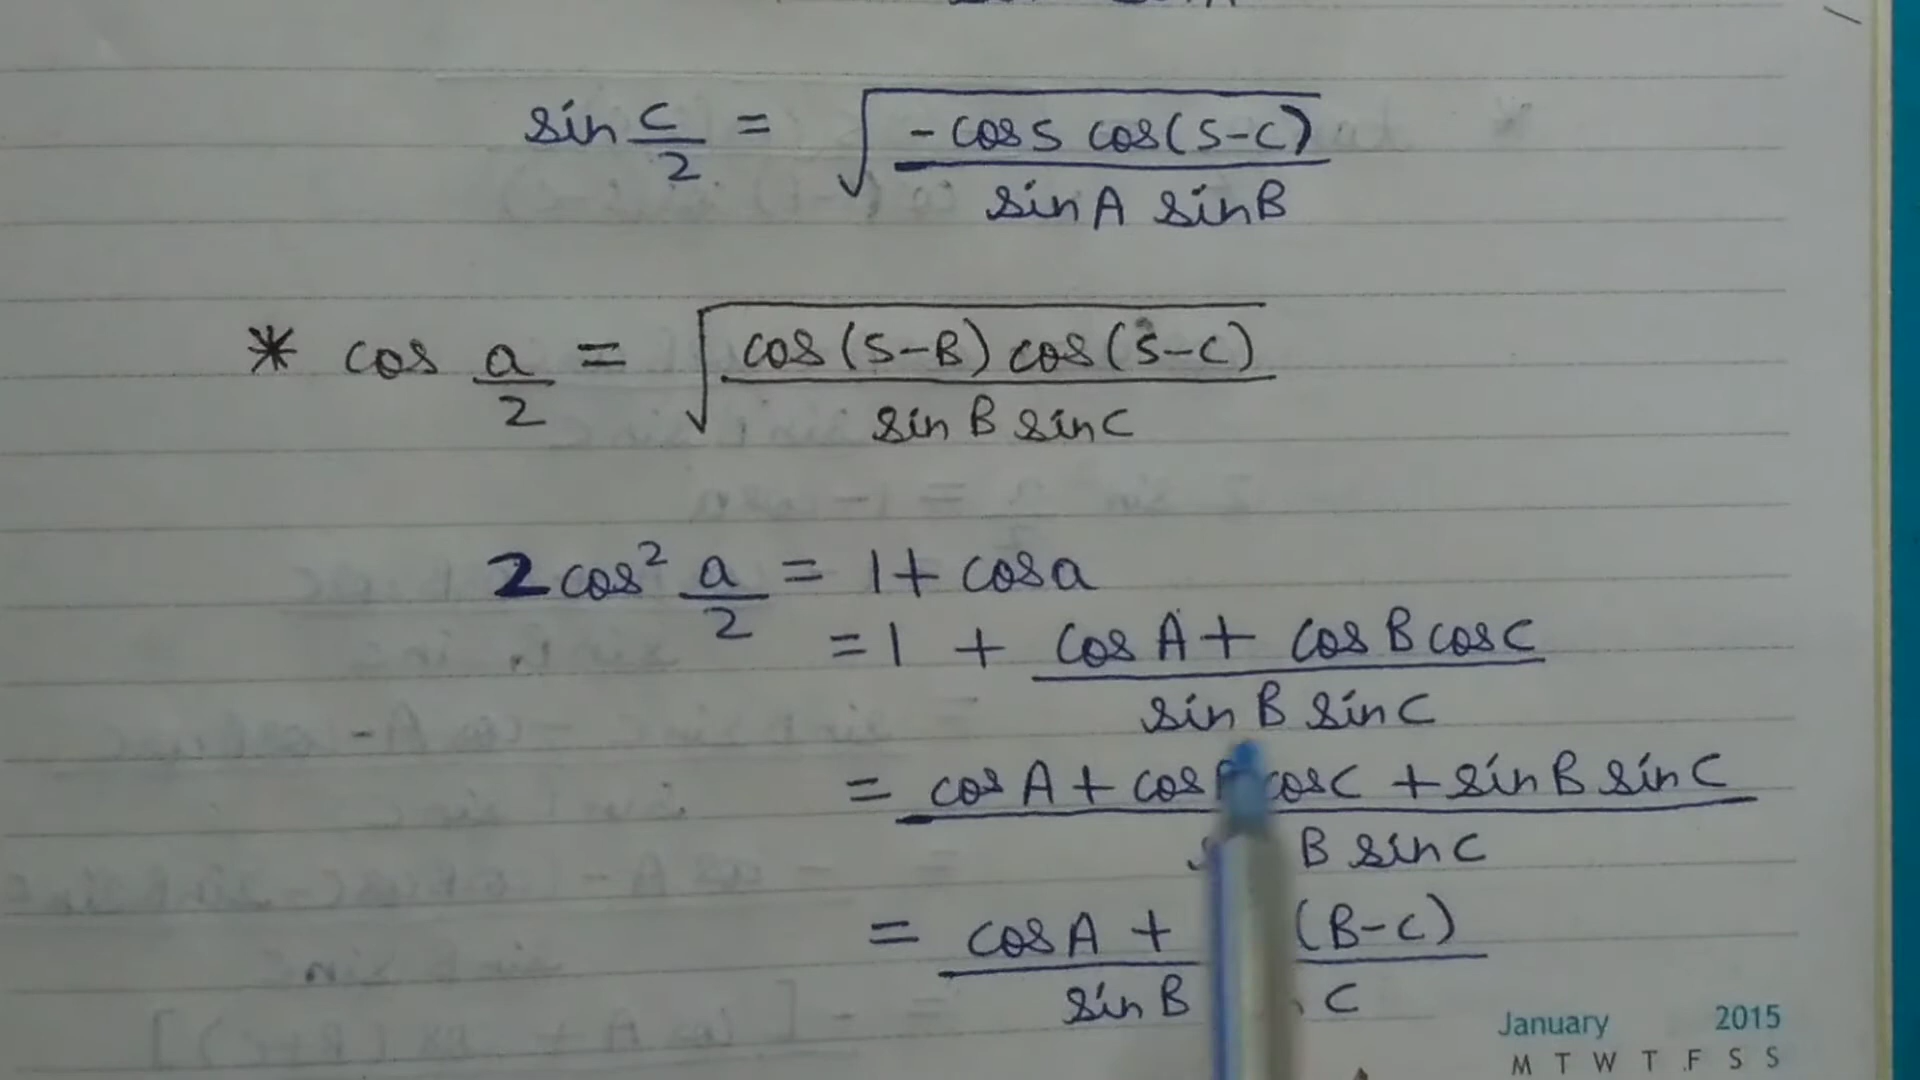 sin c/2 = √(-cos S cos(S-C) / sin A sin B)
* cos a/2 = √(cos(S-B) cos(S-C) / sin B sin C)
2 cos² a/2 = 1 + cos a
= 1 + (cos A + cos B cos C) / (sin B sin C)
= cos A + cos cos C + sin B sin C / B sin C
= cos A + (B-C) / sin B C
January 2015
M T W T F S S